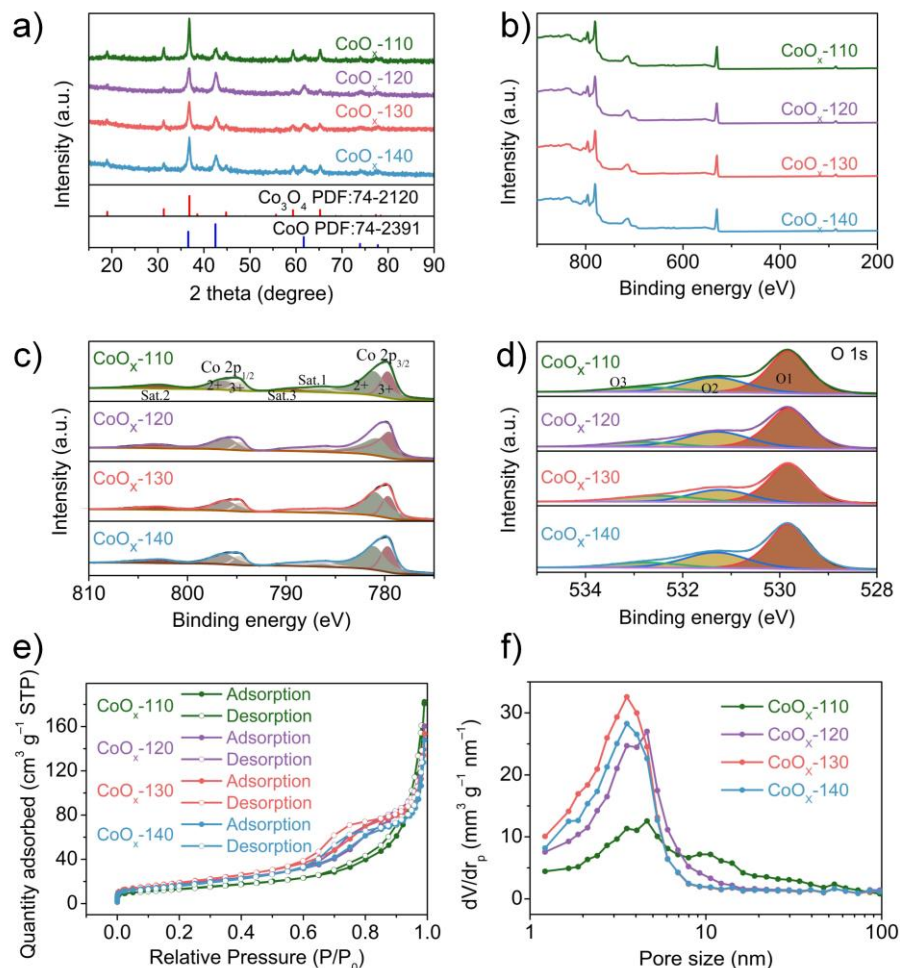 a)
CoOx-110
CoOx-120
CoOx-130
CoOx-140
Co3O4 PDF:74-2120
CoO PDF:74-2391
20 30 40 50 60 70 80 90
2 theta (degree)
Intensity (a.u.)
b)
CoOx-110
CoOx-120
CoOx-130
CoOx-140
800 600 400 200
Binding energy (eV)
Intensity (a.u.)
c)
CoOx-110
Co 2p1/2
Co 2p3/2
2+ 3+
2+ 3+
Sat.1
Sat.2
Sat.3
CoOx-120
CoOx-130
CoOx-140
810 800 790 780
Binding energy (eV)
Intensity (a.u.)
d)
CoOx-110
O 1s
O3
O2
O1
CoOx-120
CoOx-130
CoOx-140
534 532 530 528
Binding energy (eV)
Intensity (a.u.)
e)
CoOx-110
Adsorption
Desorption
CoOx-120
Adsorption
Desorption
CoOx-130
Adsorption
Desorption
CoOx-140
Adsorption
Desorption
160
120
80
40
0
0.0 0.2 0.4 0.6 0.8 1.0
Relative Pressure (P/P0)
Quantity adsorbed (cm3 g−1 STP)
f)
CoOX-110
CoOX-120
CoOX-130
CoOX-140
30
20
10
0
1 10 100
Pore size (nm)
dV/drp (mm3 g−1 nm−1)